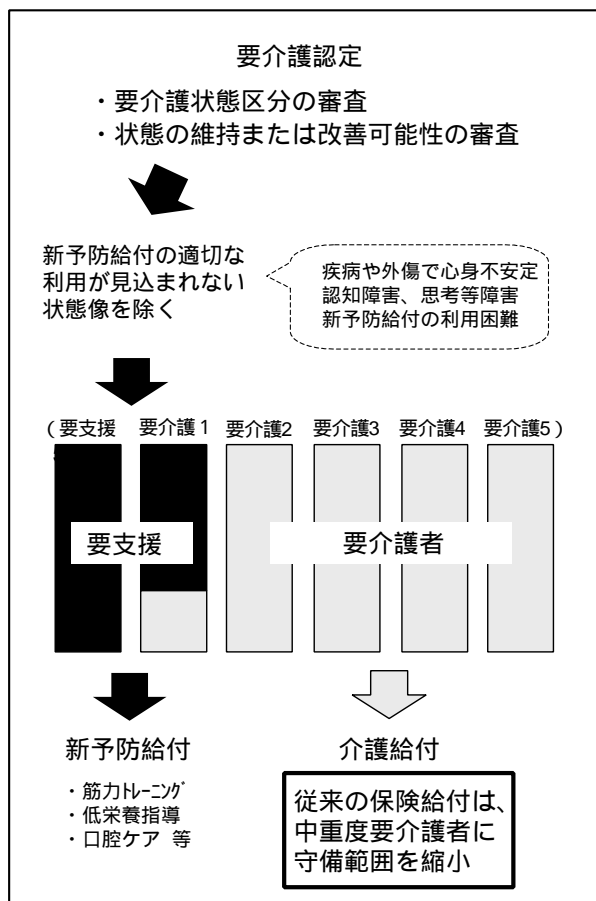 要介護認定
・要介護状態区分の審査
・状態の維持または改善可能性の審査
新予防給付の適切な
利用が見込まれない
状態像を除く
疾病や外傷で心身不安定
認知障害、思考等障害
新予防給付の利用困難
（要支援 要介護1 要介護2 要介護3 要介護4 要介護5）
要支援 要介護者
新予防給付
・筋力ﾄﾚｰﾆﾝｸﾞ
・低栄養指導
・口腔ケア 等
介護給付
従来の保険給付は、
中重度要介護者に
守備範囲を縮小